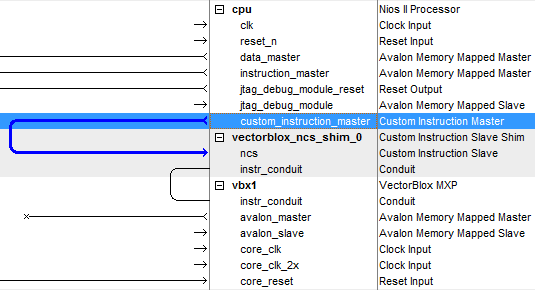 cpu Nios II Processor
clk Clock Input
reset_n Reset Input
data_master Avalon Memory Mapped Master
instruction_master Avalon Memory Mapped Master
jtag_debug_module_reset Reset Output
jtag_debug_module Avalon Memory Mapped Slave
custom_instruction_master Custom Instruction Master
vectorblox_ncs_shim_0 Custom Instruction Slave Shim
ncs Custom Instruction Slave
instr_conduit Conduit
vbx1 VectorBlox MXP
instr_conduit Conduit
avalon_master Avalon Memory Mapped Master
avalon_slave Avalon Memory Mapped Slave
core_clk Clock Input
core_clk_2x Clock Input
core_reset Reset Input